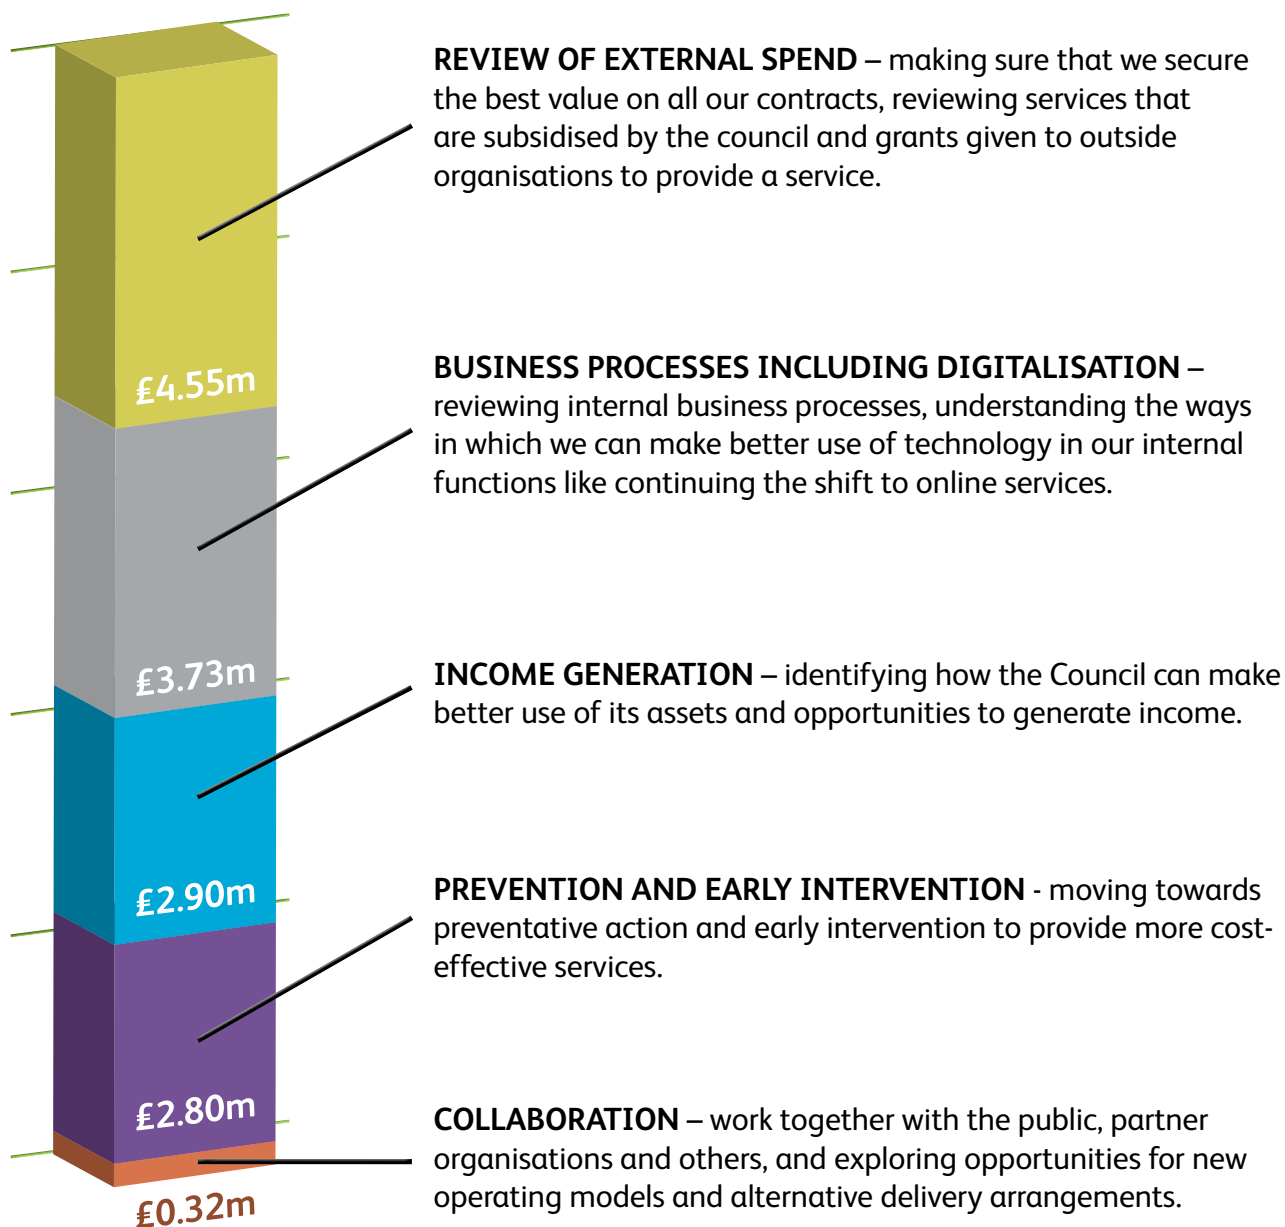 REVIEW OF EXTERNAL SPEND – making sure that we secure
the best value on all our contracts, reviewing services that
are subsidised by the council and grants given to outside
organisations to provide a service.
£4.55m
BUSINESS PROCESSES INCLUDING DIGITALISATION –
reviewing internal business processes, understanding the ways
in which we can make better use of technology in our internal
functions like continuing the shift to online services.
£3.73m
INCOME GENERATION – identifying how the Council can make
better use of its assets and opportunities to generate income.
£2.90m
PREVENTION AND EARLY INTERVENTION - moving towards
preventative action and early intervention to provide more cost-
effective services.
£2.80m
COLLABORATION – work together with the public, partner
organisations and others, and exploring opportunities for new
operating models and alternative delivery arrangements.
£0.32m